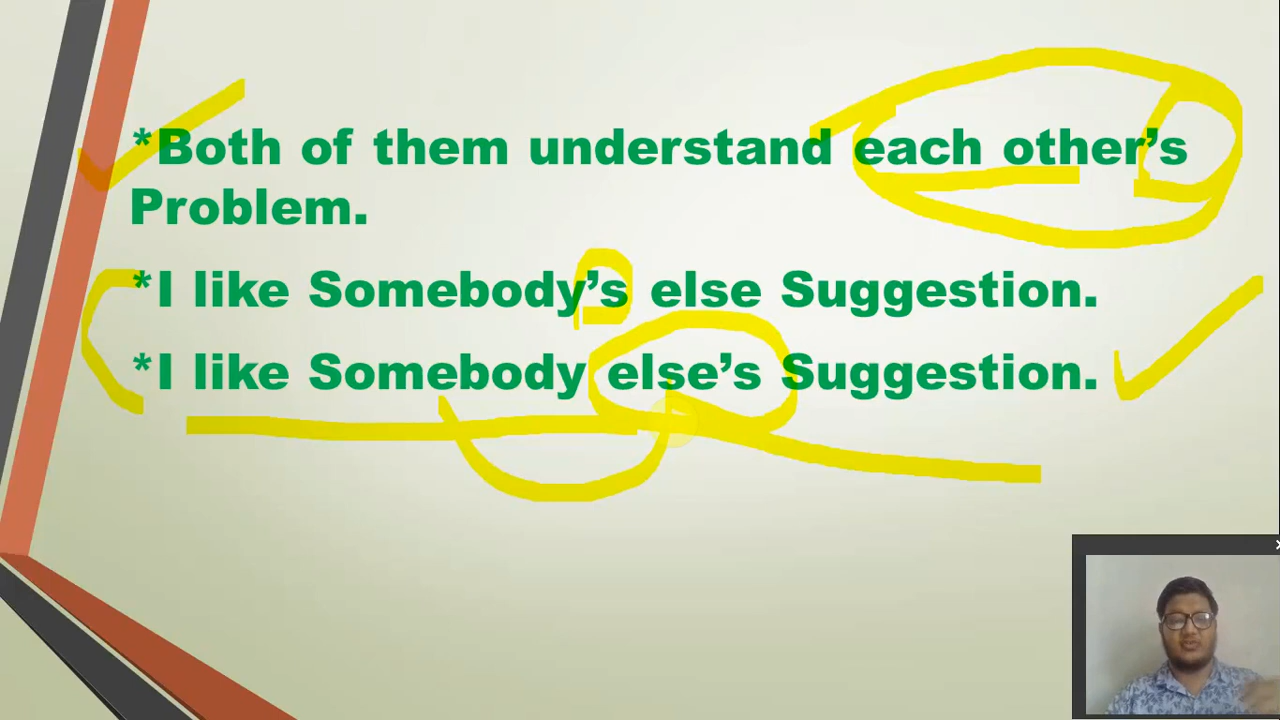 *Both of them understand each other’s
Problem.
*I like Somebody’s else Suggestion.
*I like Somebody else’s Suggestion.